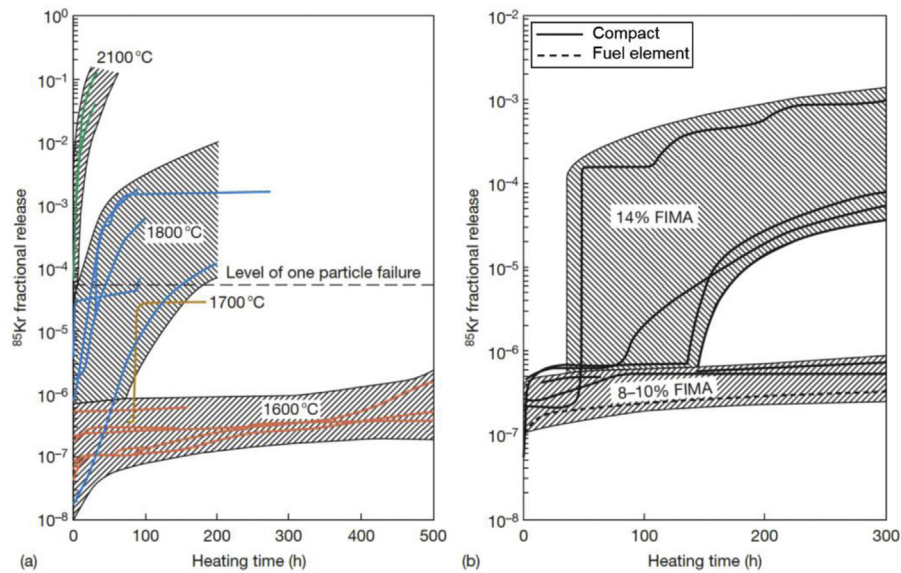 10⁰
10⁻¹
10⁻²
10⁻³
10⁻⁴
10⁻⁵
10⁻⁶
10⁻⁷
10⁻⁸
⁸⁵Kr fractional release
2100 °C
1800 °C
Level of one particle failure
1700 °C
1600 °C
0 100 200 300 400 500
(a) Heating time (h)
10⁻²
10⁻³
10⁻⁴
10⁻⁵
10⁻⁶
10⁻⁷
10⁻⁸
⁸⁵Kr fractional release
Compact
Fuel element
14% FIMA
8–10% FIMA
0 100 200 300
(b) Heating time (h)